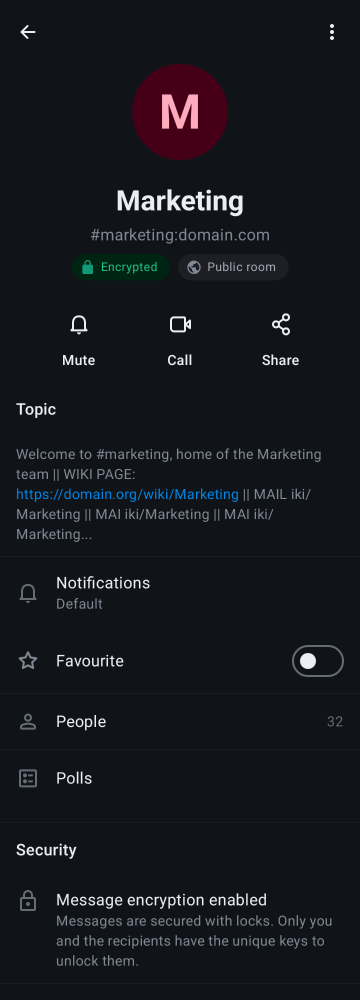 M
Marketing
#marketing:domain.com
Encrypted
Public room
Mute
Call
Share
Topic
Welcome to #marketing, home of the Marketing
team || WIKI PAGE:
https://domain.org/wiki/Marketing || MAIL iki/
Marketing || MAI iki/Marketing || MAI iki/
Marketing...
Notifications
Default
Favourite
People
32
Polls
Security
Message encryption enabled
Messages are secured with locks. Only you
and the recipients have the unique keys to
unlock them.